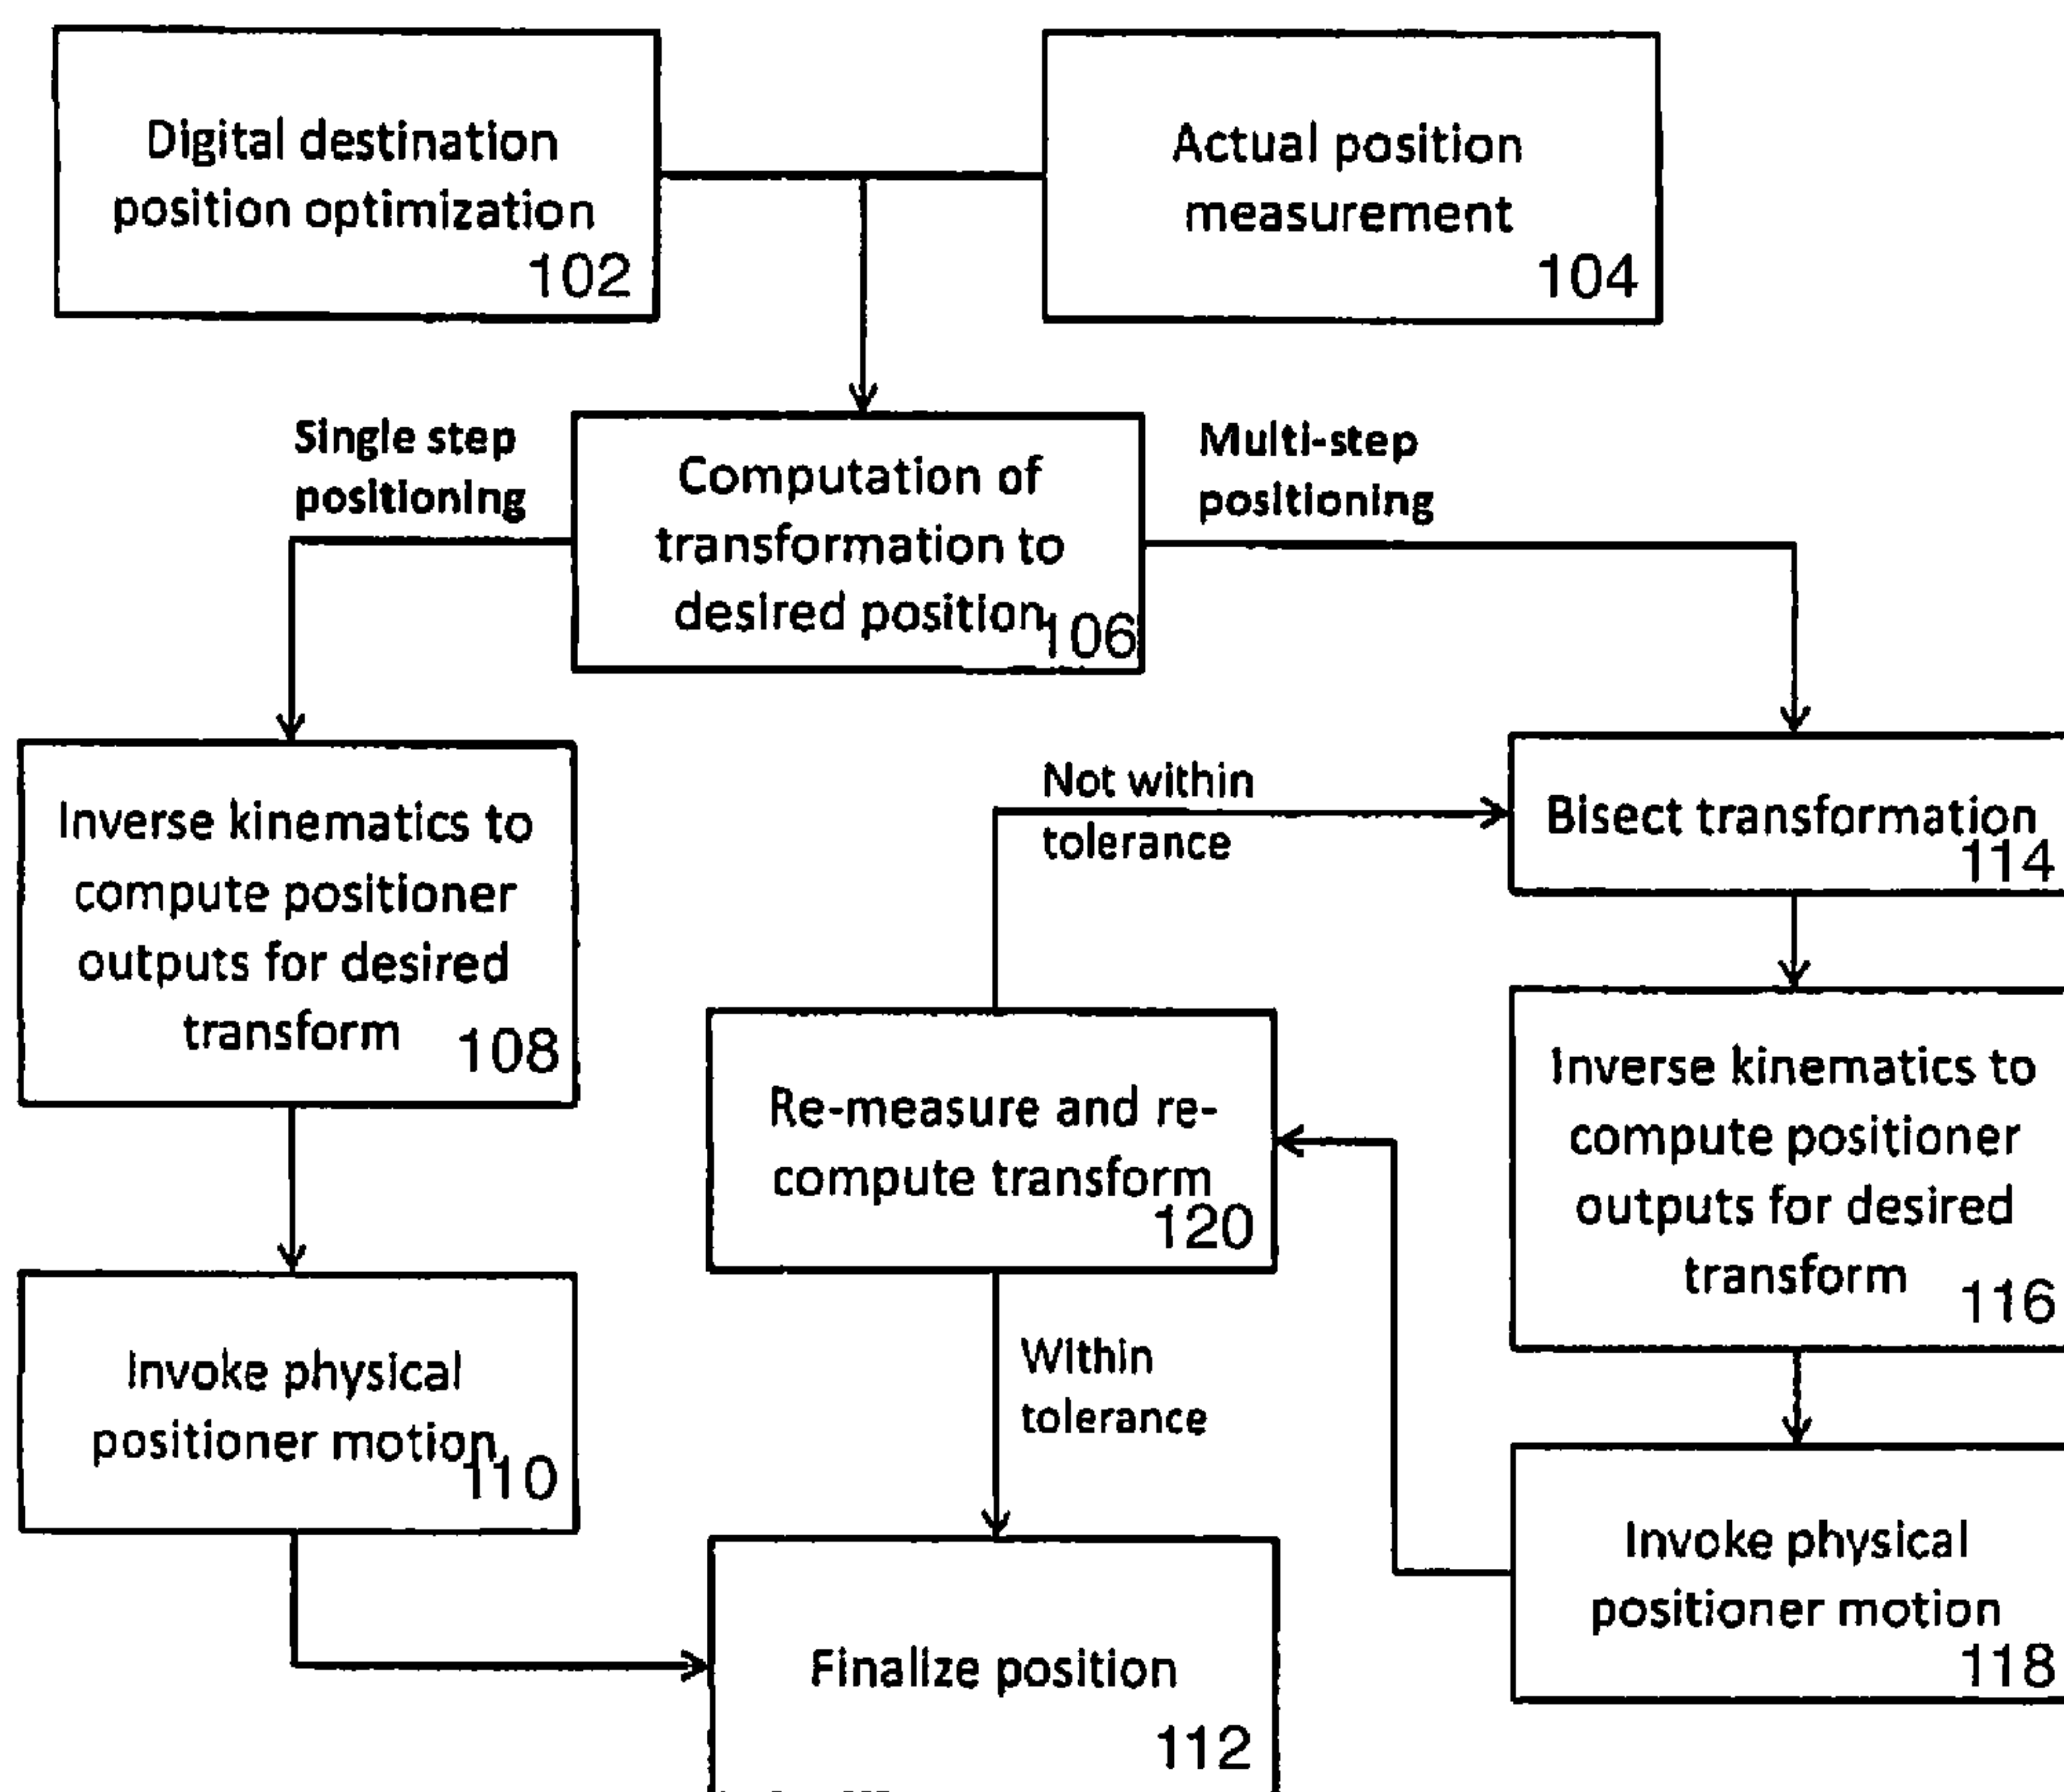 Digital destination
position optimization
102
Actual position
measurement
104
Single step
positioning
Computation of
transformation to
desired position
106
Multi-step
positioning
Inverse kinematics to
compute positioner
outputs for desired
transform
108
Not within
tolerance
Bisect transformation
114
Re-measure and re-
compute transform
120
Inverse kinematics to
compute positioner
outputs for desired
transform
116
Invoke physical
positioner motion
110
Within
tolerance
Invoke physical
positioner motion
118
Finalize position
112